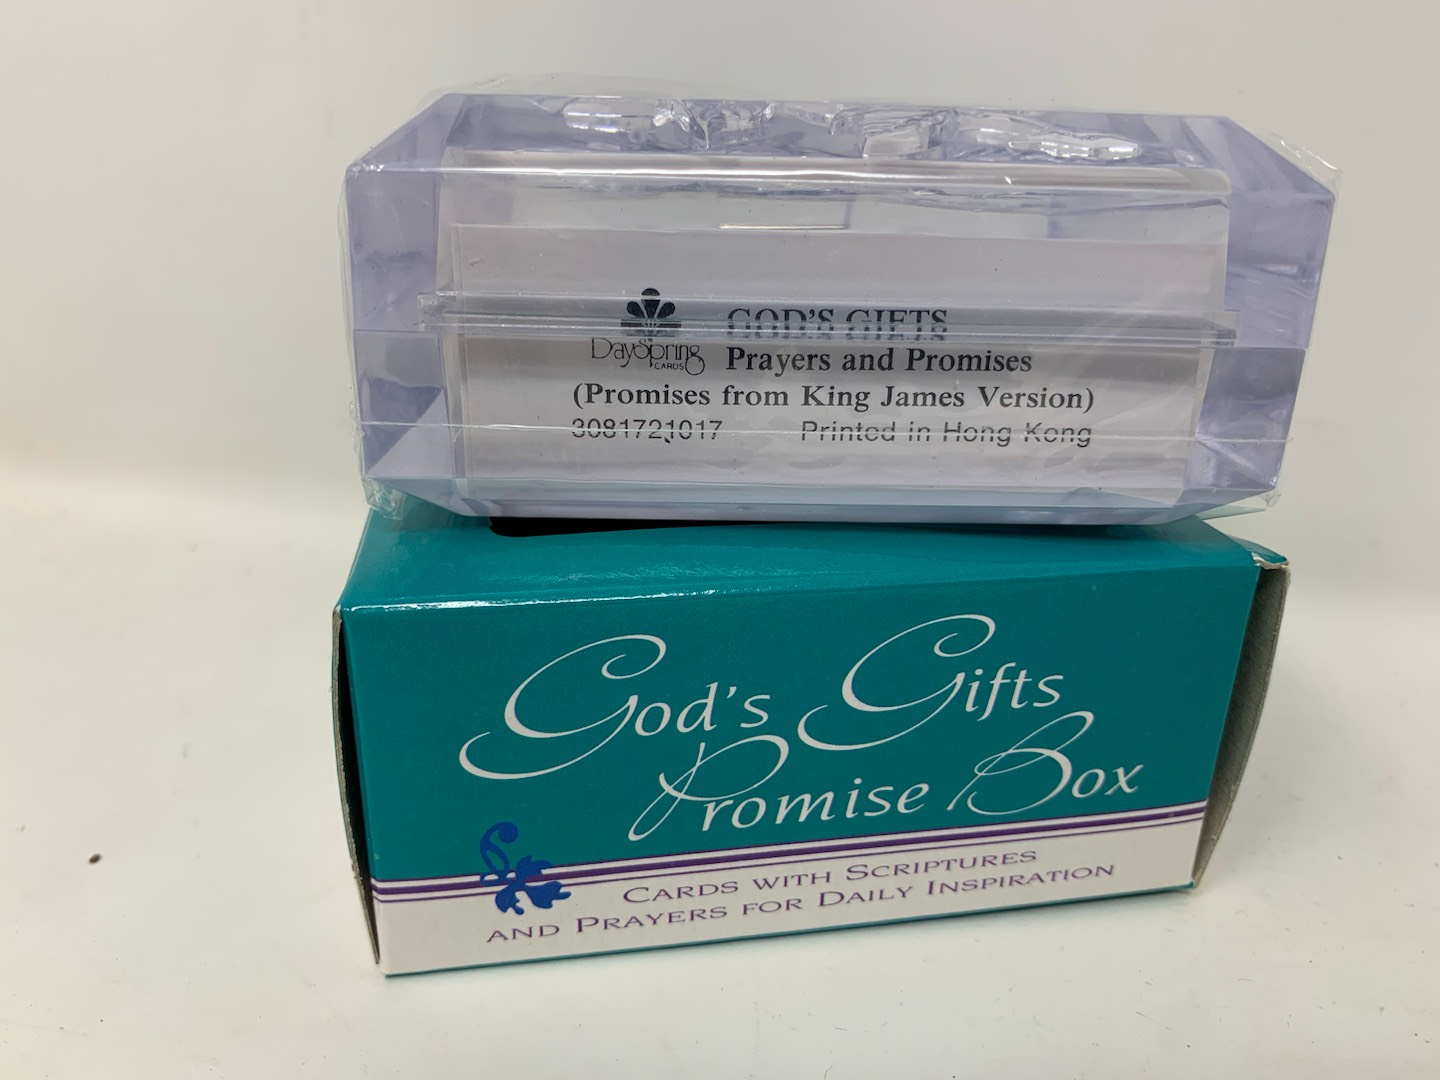 GOD'S GIFTS
DaySpring
CARDS
Prayers and Promises
(Promises from King James Version)
3081721017 Printed in Hong Kong
God's Gifts
Promise Box
CARDS WITH SCRIPTURES
AND PRAYERS FOR DAILY INSPIRATION